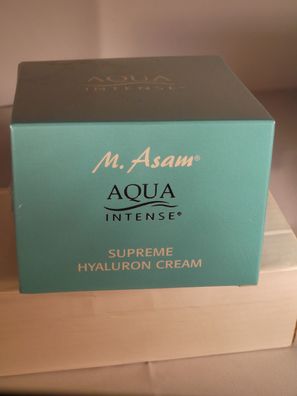 AQUA
INTENSE®
M. Asam®
AQUA
INTENSE®
SUPREME
HYALURON CREAM